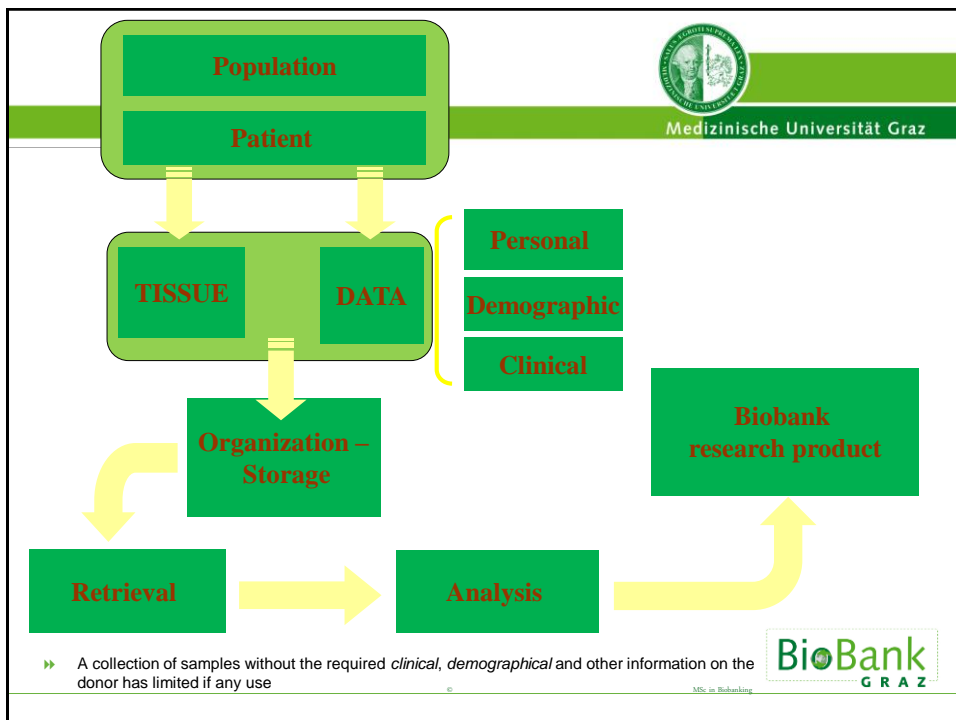 Population
Patient
Medizinische Universität Graz
TISSUE
DATA
Personal
Demographic
Clinical
Organization –
Storage
Biobank
research product
Retrieval
Analysis
A collection of samples without the required clinical, demographical and other information on the
donor has limited if any use
©
MSc in Biobanking
BioBank
GRAZ